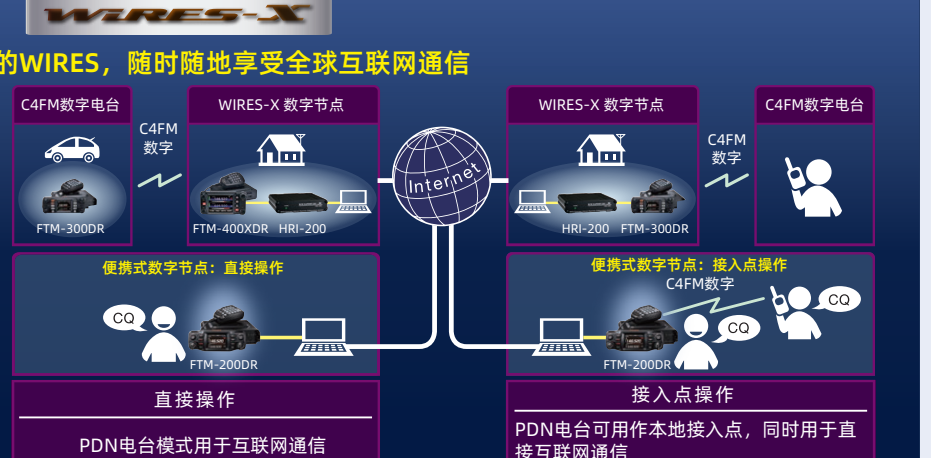 WiRES-X
的WIRES，随时随地享受全球互联网通信
C4FM数字电台
WIRES-X 数字节点
WIRES-X 数字节点
C4FM数字电台
C4FM
数字
C4FM
数字
Internet
FTM-300DR
FTM-400XDR
HRI-200
HRI-200
FTM-300DR
便携式数字节点：直接操作
便携式数字节点：接入点操作
C4FM数字
CQ
CQ
CQ
FTM-200DR
FTM-200DR
直接操作
接入点操作
PDN电台模式用于互联网通信
PDN电台可用作本地接入点，同时用于直
接互联网通信